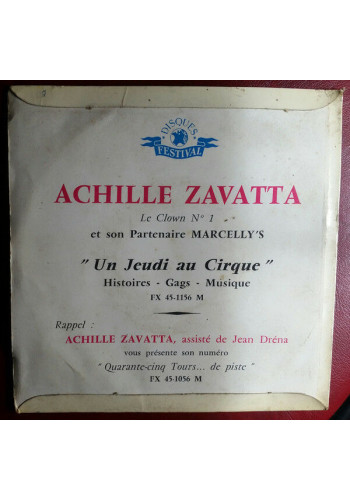 DISQUES
FESTIVAL
ACHILLE ZAVATTA
Le Clown N° 1
et son Partenaire MARCELLY'S
" Un Jeudi au Cirque "
Histoires - Gags - Musique
FX 45-1156 M
Rappel :
ACHILLE ZAVATTA, assisté de Jean Dréna
vous présente son numéro
" Quarante-cinq Tours... de piste "
FX 45-1056 M